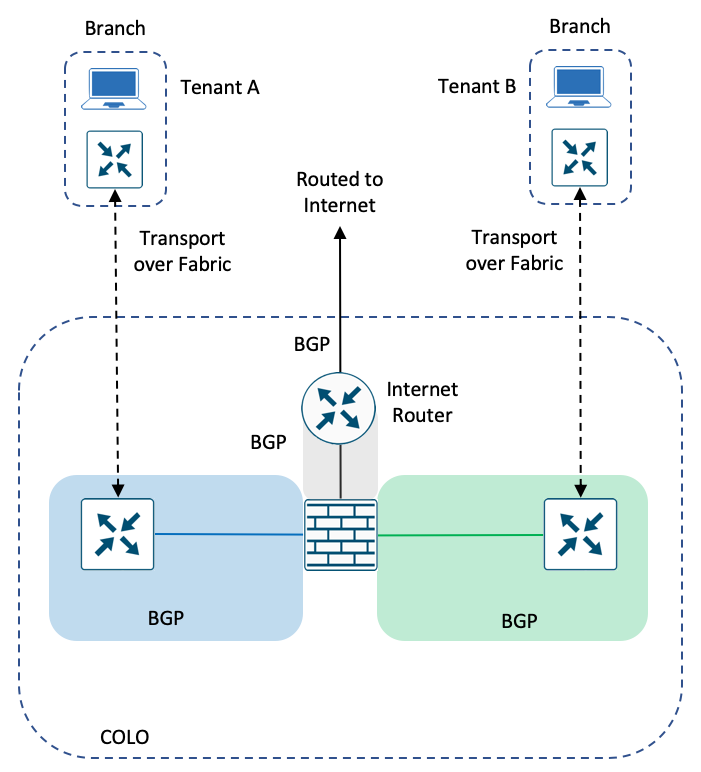 Branch
Branch
Tenant A
Tenant B
Routed to
Internet
Transport
over Fabric
Transport
over Fabric
BGP
Internet
Router
BGP
BGP
BGP
COLO